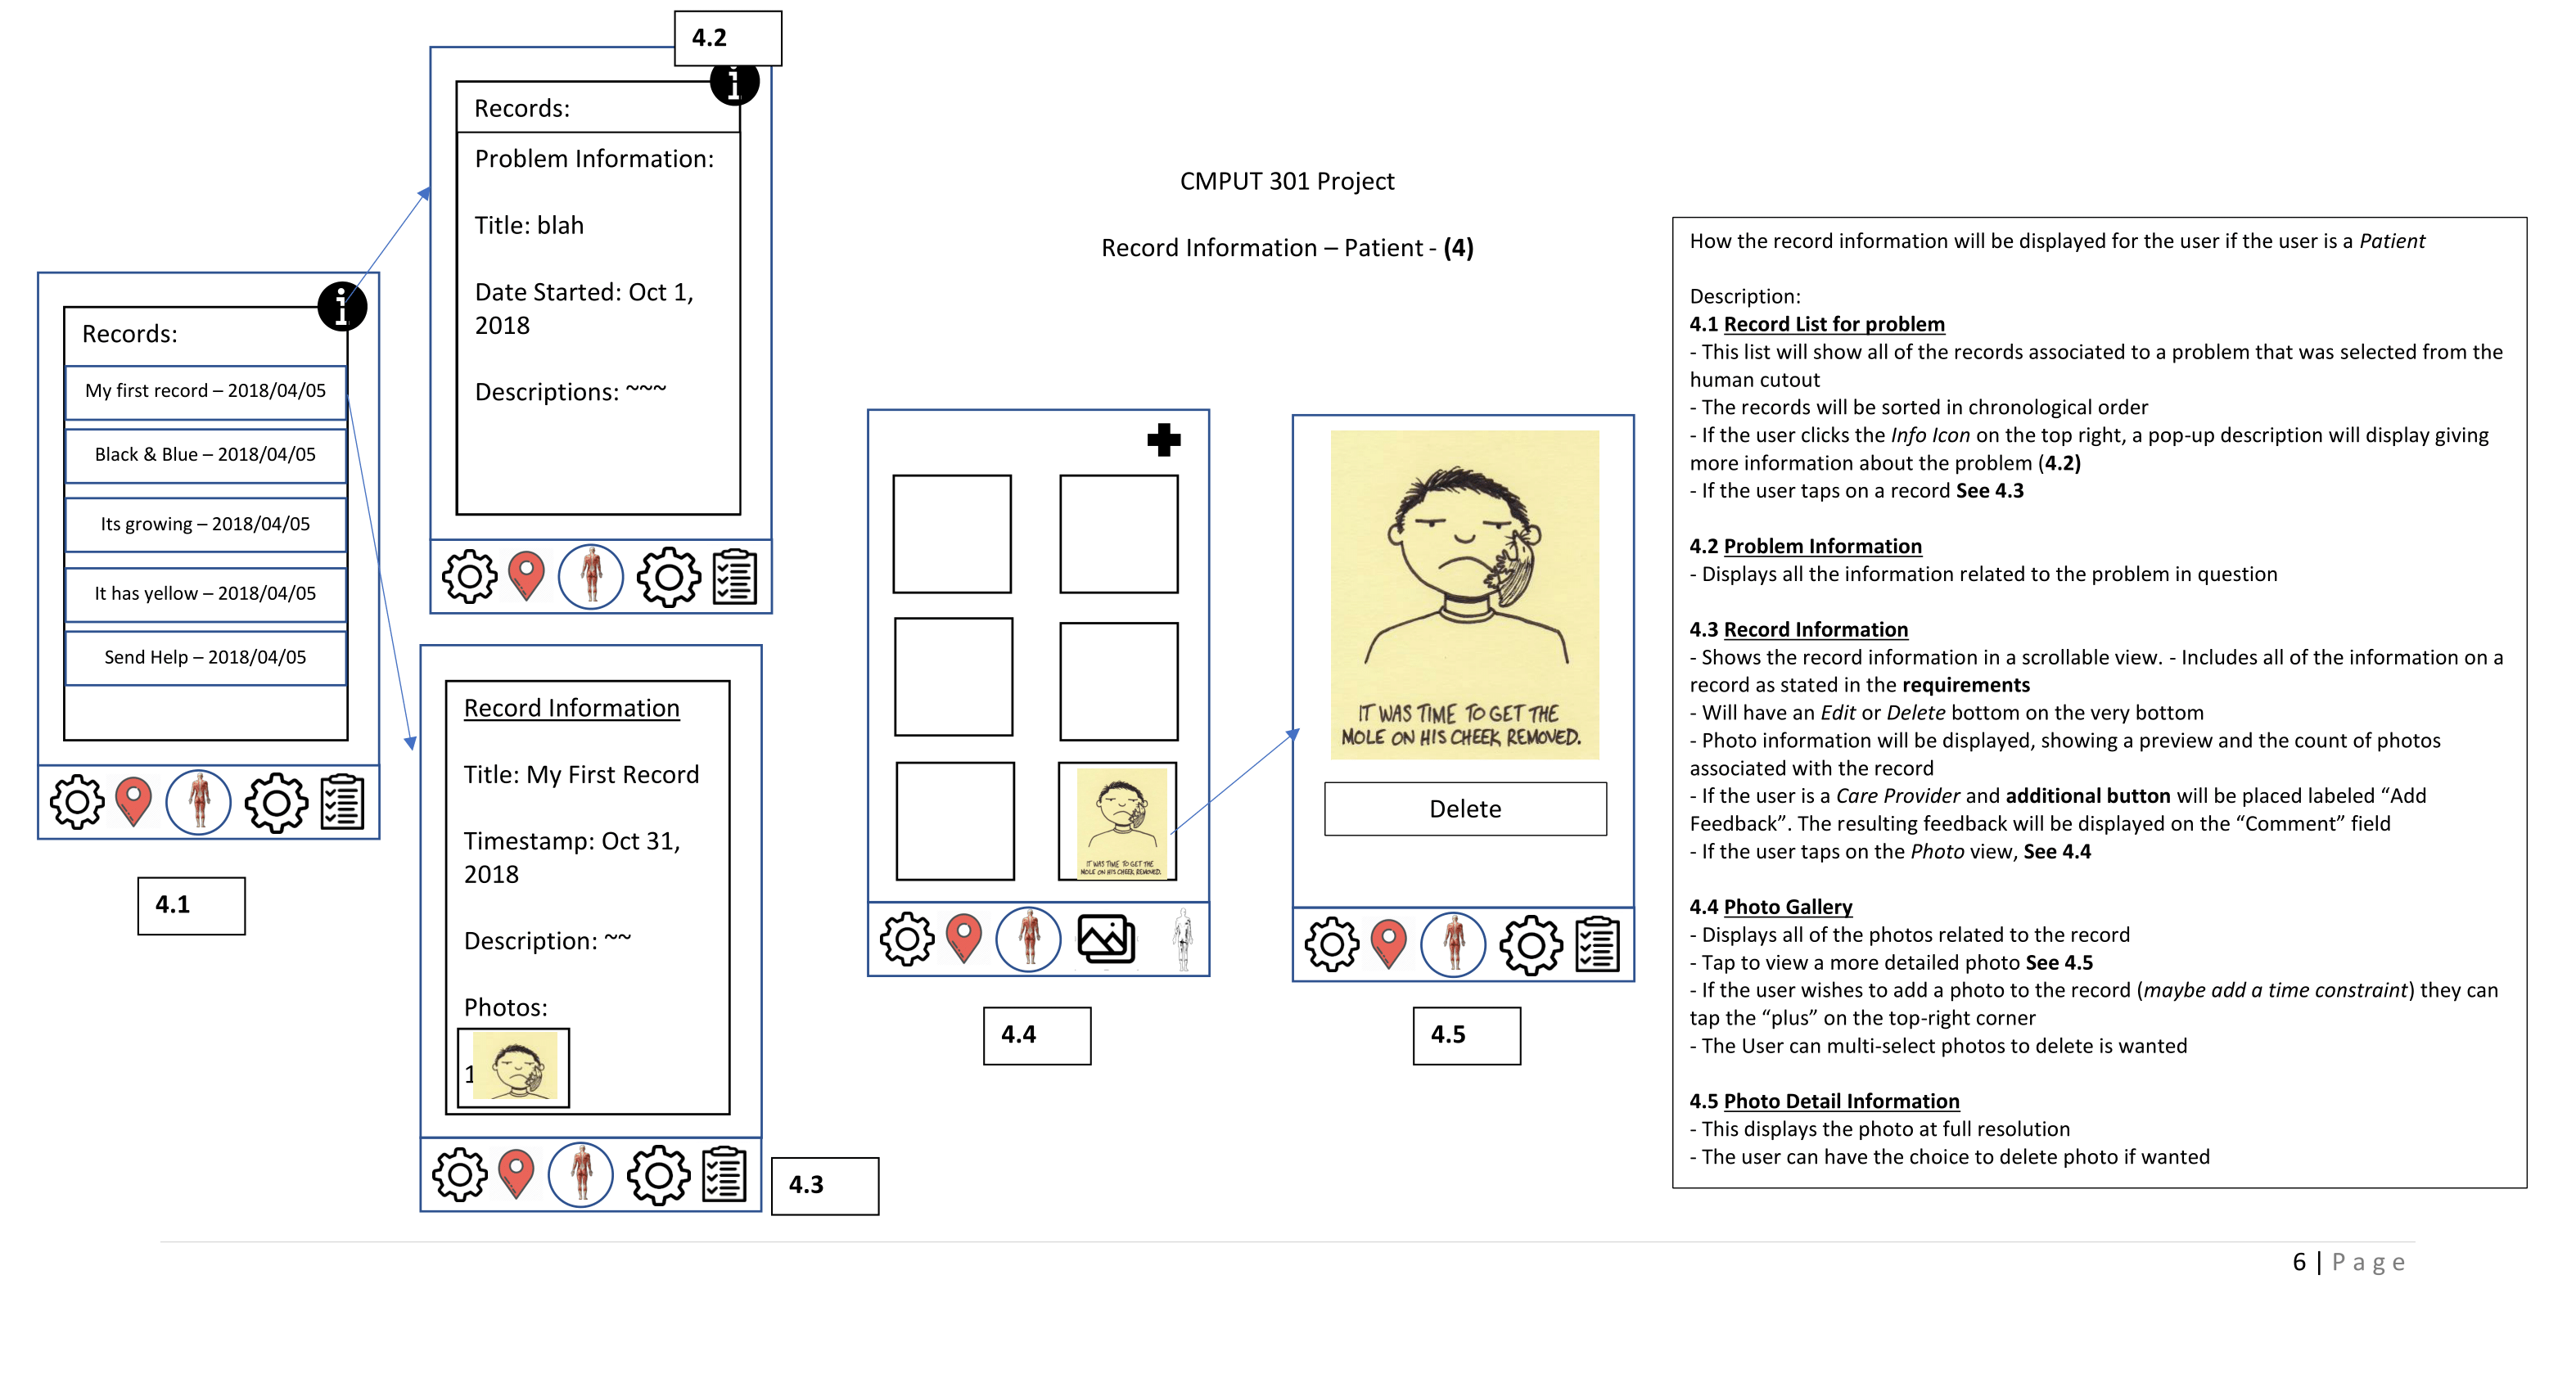 4.2
Records:
Problem Information:
Title: blah
Date Started: Oct 1,
2018
Descriptions: ~~~
CMPUT 301 Project
Record Information – Patient - (4)
Records:
My first record – 2018/04/05
Black & Blue – 2018/04/05
Its growing – 2018/04/05
It has yellow – 2018/04/05
Send Help – 2018/04/05
4.1
Record Information
Title: My First Record
Timestamp: Oct 31,
2018
Description: ~~
Photos:
1
4.3
IT WAS TIME TO GET THE
MOLE ON HIS CHEEK REMOVED.
4.4
IT WAS TIME TO GET THE
MOLE ON HIS CHEEK REMOVED.
Delete
4.5
How the record information will be displayed for the user if the user is a Patient
Description:
4.1 Record List for problem
- This list will show all of the records associated to a problem that was selected from the
human cutout
- The records will be sorted in chronological order
- If the user clicks the Info Icon on the top right, a pop-up description will display giving
more information about the problem (4.2)
- If the user taps on a record See 4.3
4.2 Problem Information
- Displays all the information related to the problem in question
4.3 Record Information
- Shows the record information in a scrollable view. - Includes all of the information on a
record as stated in the requirements
- Will have an Edit or Delete bottom on the very bottom
- Photo information will be displayed, showing a preview and the count of photos
associated with the record
- If the user is a Care Provider and additional button will be placed labeled “Add
Feedback”. The resulting feedback will be displayed on the “Comment” field
- If the user taps on the Photo view, See 4.4
4.4 Photo Gallery
- Displays all of the photos related to the record
- Tap to view a more detailed photo See 4.5
- If the user wishes to add a photo to the record (maybe add a time constraint) they can
tap the “plus” on the top-right corner
- The User can multi-select photos to delete is wanted
4.5 Photo Detail Information
- This displays the photo at full resolution
- The user can have the choice to delete photo if wanted
6 | Page